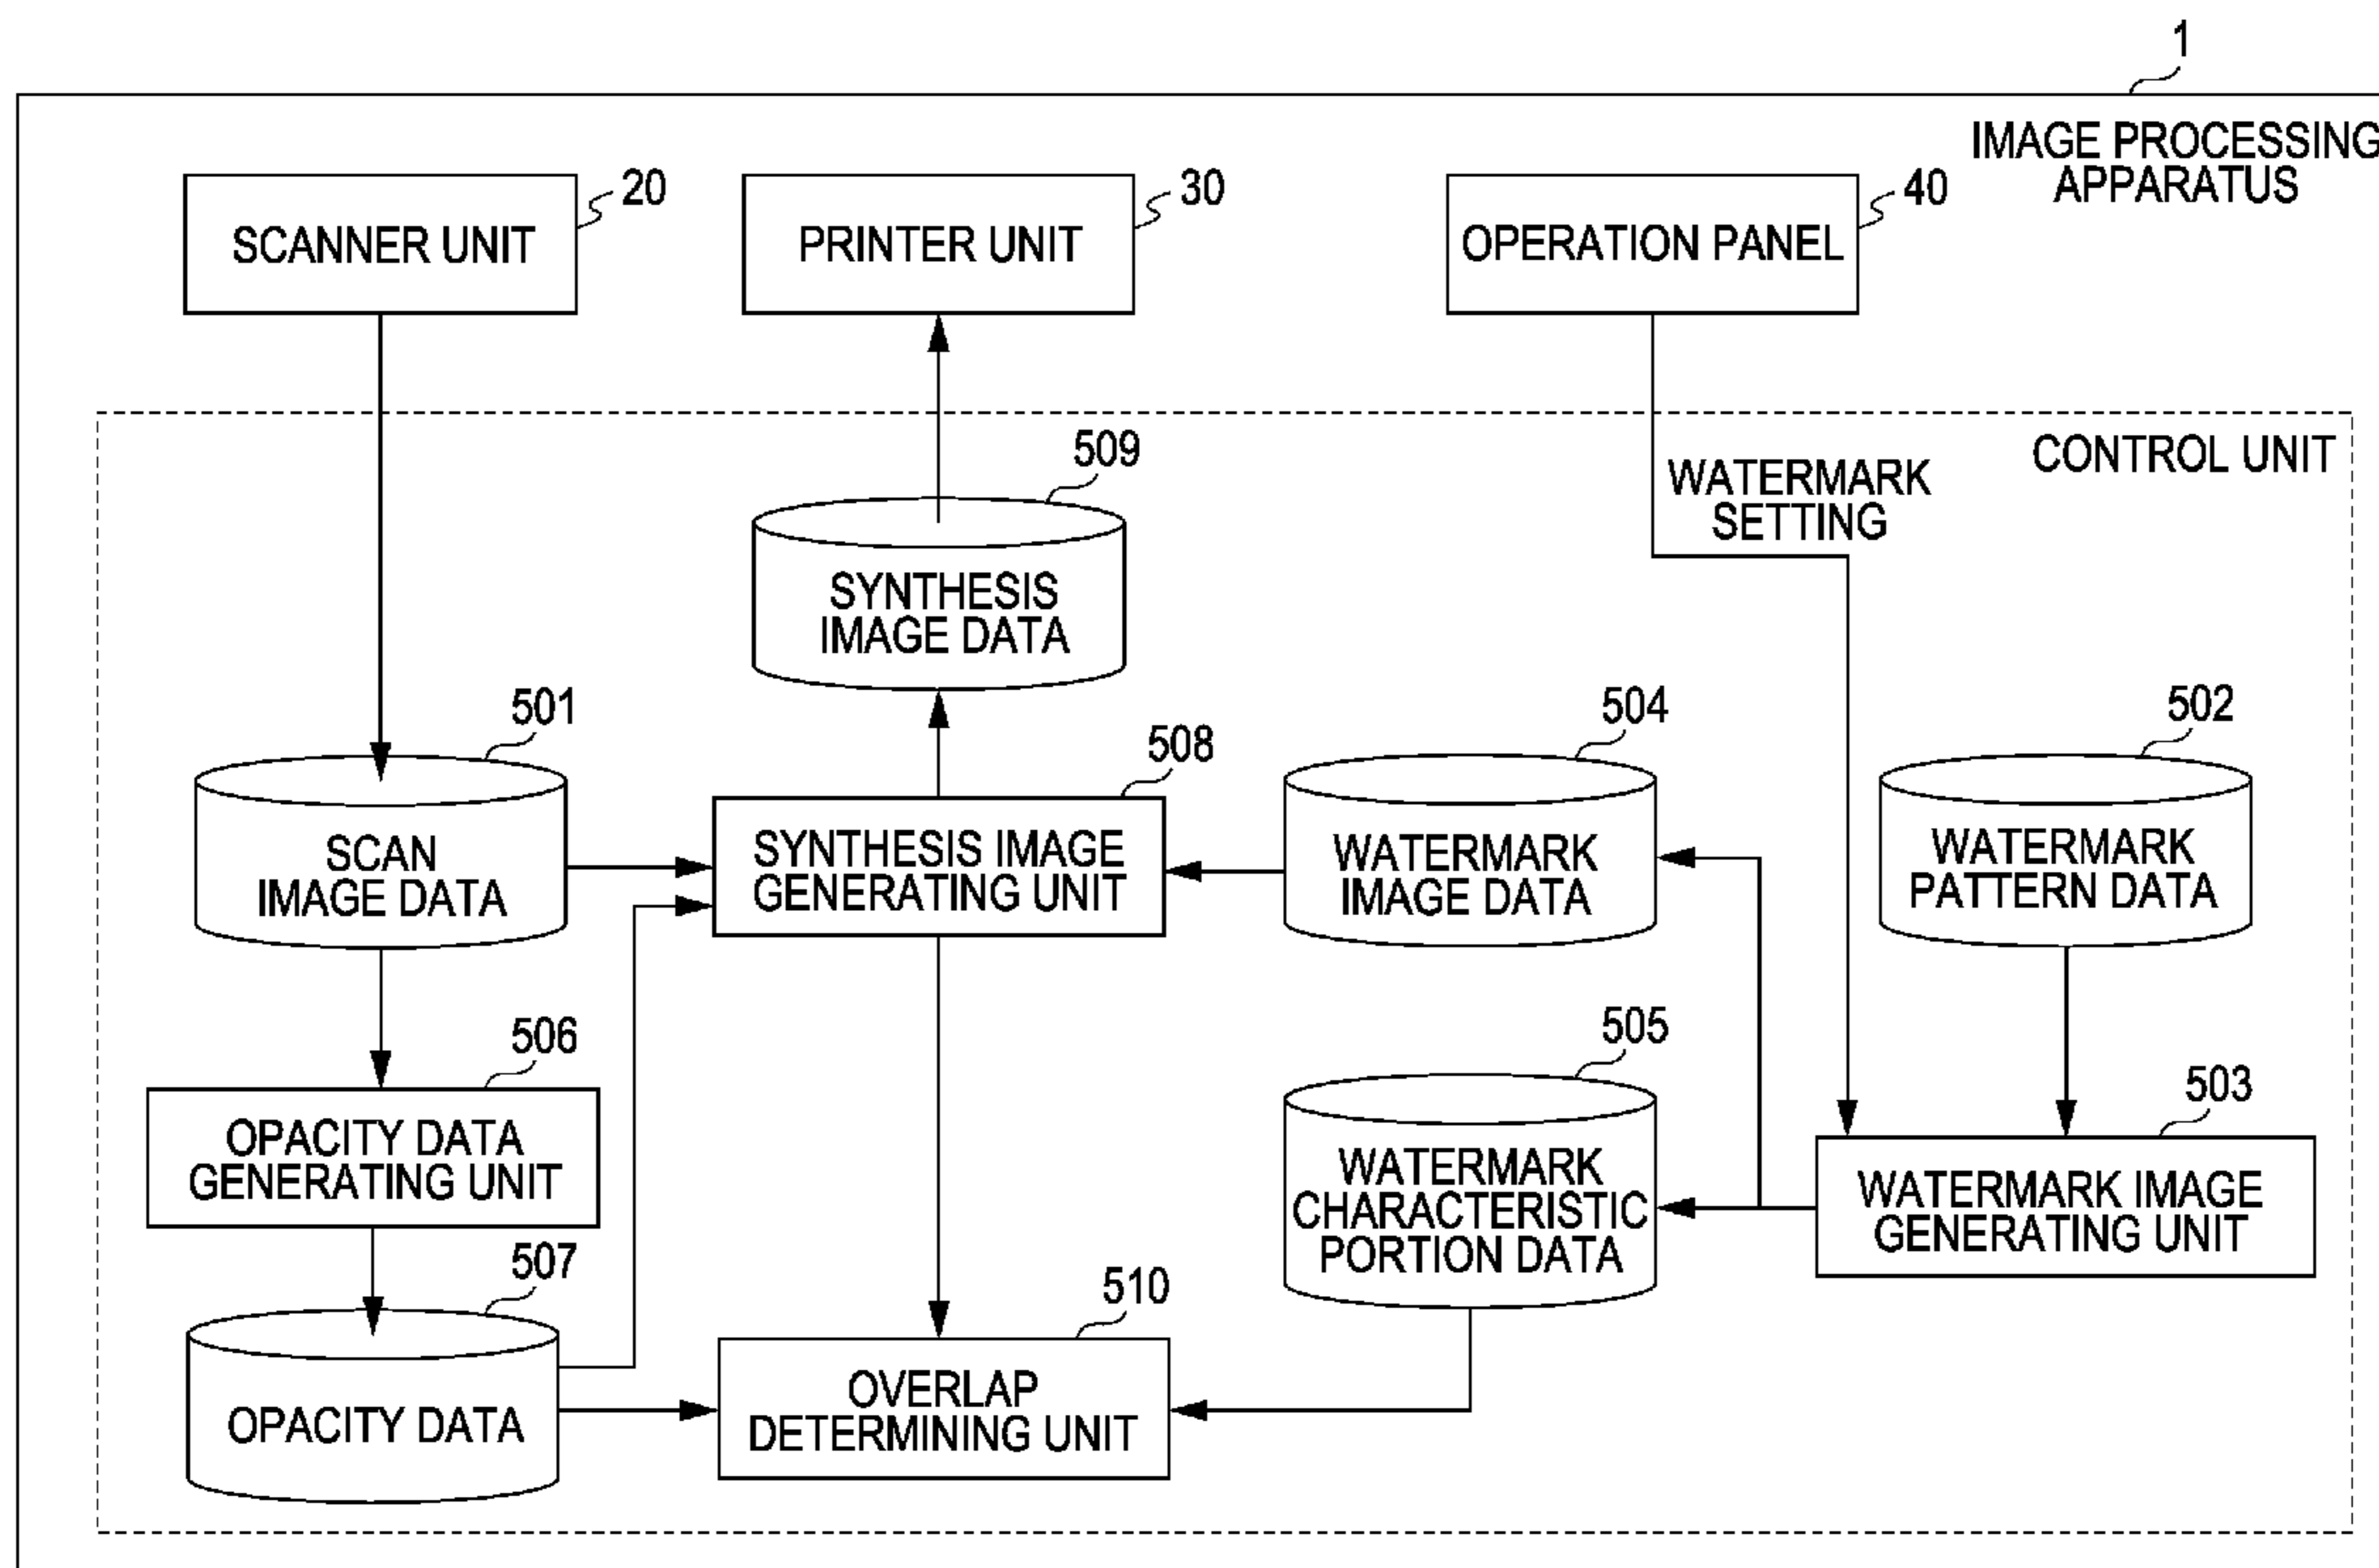 1
IMAGE PROCESSING
APPARATUS
20
SCANNER UNIT
30
PRINTER UNIT
40
OPERATION PANEL
CONTROL UNIT
WATERMARK
SETTING
509
SYNTHESIS
IMAGE DATA
501
SCAN
IMAGE DATA
508
SYNTHESIS IMAGE
GENERATING UNIT
504
WATERMARK
IMAGE DATA
502
WATERMARK
PATTERN DATA
506
OPACITY DATA
GENERATING UNIT
505
WATERMARK
CHARACTERISTIC
PORTION DATA
503
WATERMARK IMAGE
GENERATING UNIT
507
OPACITY DATA
510
OVERLAP
DETERMINING UNIT